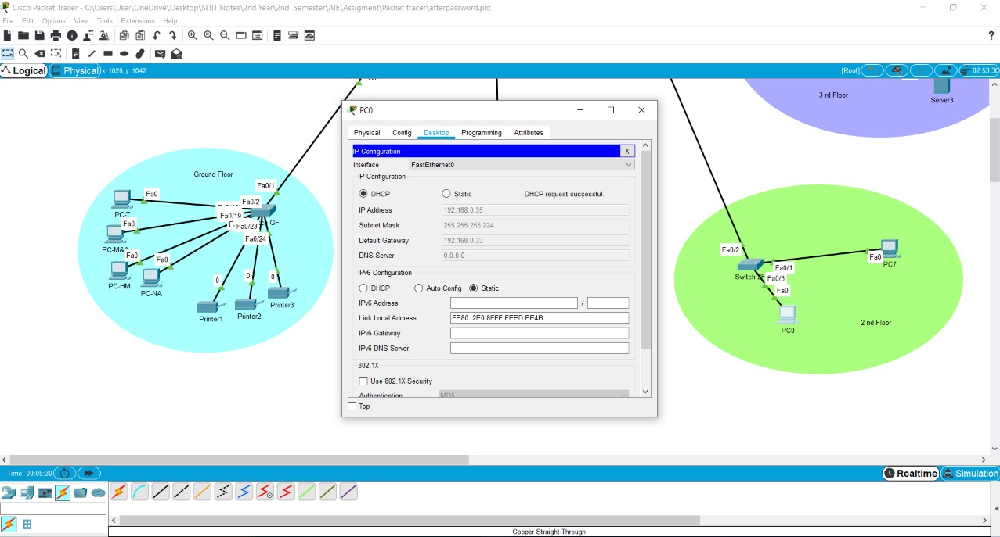 Cisco Packet Tracer - C:\Users\User\OneDrive\Desktop\SLIIT Notes\2nd Year\2nd Semester\AIE\Assigment\Packet tracer\afterpassword.pkt
File Edit Options View Tools Extensions Help
?
Logical Physical x: 1026, y: 1042 [Root] 02:53:30
3 rd Floor
Server3
Ground Floor
Fa0/1
Fa0
Fa0/2
PC-T
Fa0/19
GF
Fa0
Fa0/23
PC-M&
Fa0/24
Fa0
Fa0
PC-HM
PC-NA
0
0
0
Printer1
Printer2
Printer3
PC0
Physical Config Desktop Programming Attributes
IP Configuration X
Interface FastEthernet0
IP Configuration
DHCP Static DHCP request successful.
IP Address 192.168.0.35
Subnet Mask 255.255.255.224
Default Gateway 192.168.0.33
DNS Server 0.0.0.0
IPv6 Configuration
DHCP Auto Config Static
IPv6 Address /
Link Local Address FE80::2E0:8FFF:FEED:EE4B
IPv6 Gateway
IPv6 DNS Server
802.1X
Use 802.1X Security
Authentication MD5
Top
Fa0/2
Fa0/1
Fa0
PC7
Switch
Fa0/3
Fa0
PC0
2 nd Floor
Time: 00:05:30 Realtime Simulation
Copper Straight-Through